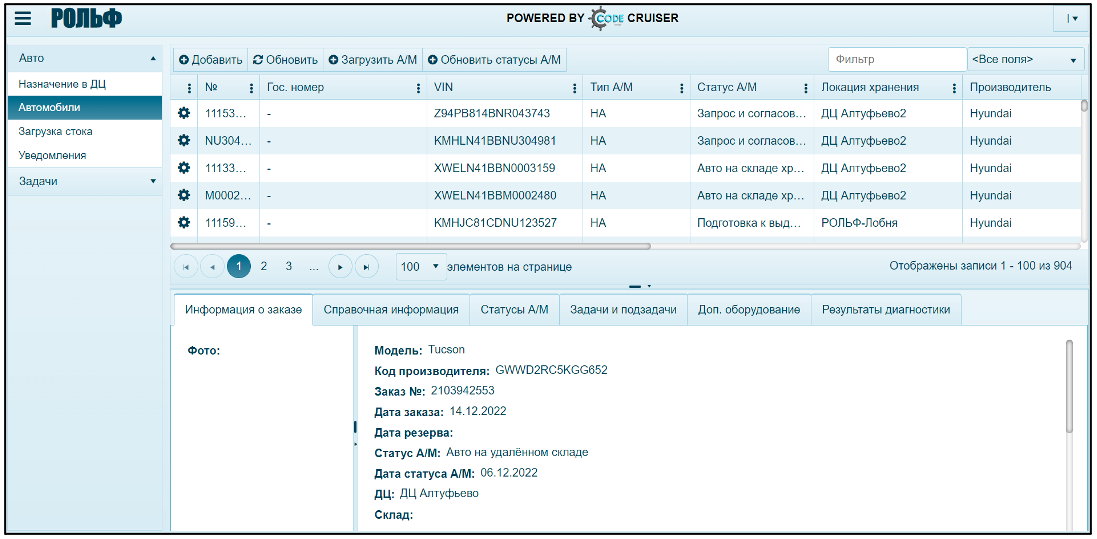 РОЛЬФ
POWERED BY CODE CRUISER
Авто
Назначение в ДЦ
Автомобили
Загрузка стока
Уведомления
Задачи
Добавить Обновить Загрузить А/М Обновить статусы А/М Фильтр <Все поля>
№ Гос. номер VIN Тип А/М Статус А/М Локация хранения Производитель
11153... - Z94PB814BNR043743 НА Запрос и согласов... ДЦ Алтуфьево2 Hyundai
NU304... - KMHLN41BBNU304981 НА Запрос и согласов... ДЦ Алтуфьево2 Hyundai
11133... - XWELN41BBN0003159 НА Авто на складе хр... ДЦ Алтуфьево2 Hyundai
M0002... - XWELN41BBM0002480 НА Авто на складе хр... ДЦ Алтуфьево2 Hyundai
11159... - KMHJC81CDNU123527 НА Подготовка к выд... РОЛЬФ-Лобня Hyundai
1 2 3 ... 100 элементов на странице Отображены записи 1 - 100 из 904
Информация о заказе Справочная информация Статусы А/М Задачи и подзадачи Доп. оборудование Результаты диагностики
Фото:
Модель: Tucson
Код производителя: GWWD2RC5KGG652
Заказ №: 2103942553
Дата заказа: 14.12.2022
Дата резерва:
Статус А/М: Авто на удалённом складе
Дата статуса А/М: 06.12.2022
ДЦ: ДЦ Алтуфьево
Склад: